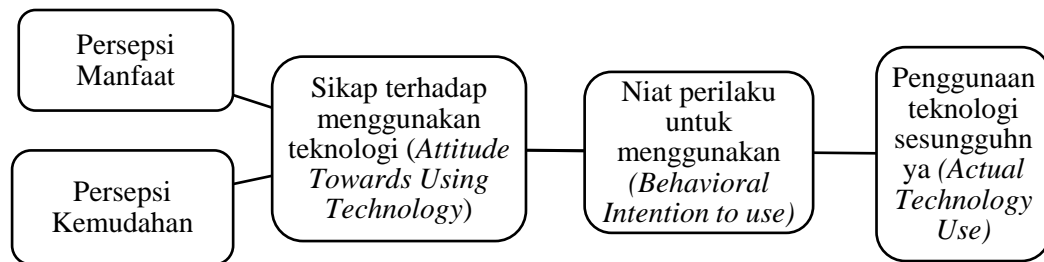 Persepsi
Manfaat
Persepsi
Kemudahan
Sikap terhadap
menggunakan
teknologi (Attitude
Towards Using
Technology)
Niat perilaku
untuk
menggunakan
(Behavioral
Intention to use)
Penggunaan
teknologi
sesungguhn
ya (Actual
Technology
Use)